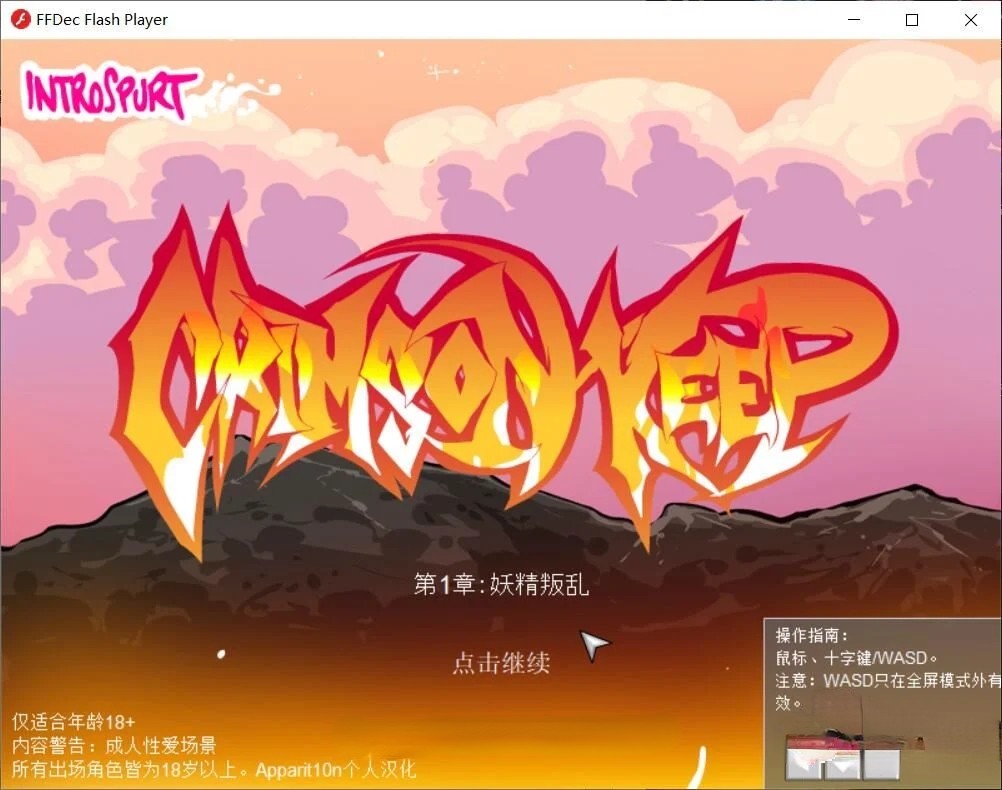 FFDec Flash Player
INTROSPURT
CRIMSON KEEP
第1章:妖精叛乱
点击继续
操作指南:
鼠标、十字键/WASD。
注意：WASD只在全屏模式外有
效。
仅适合年龄18+
内容警告：成人性爱场景
所有出场角色皆为18岁以上。Apparit10n个人汉化